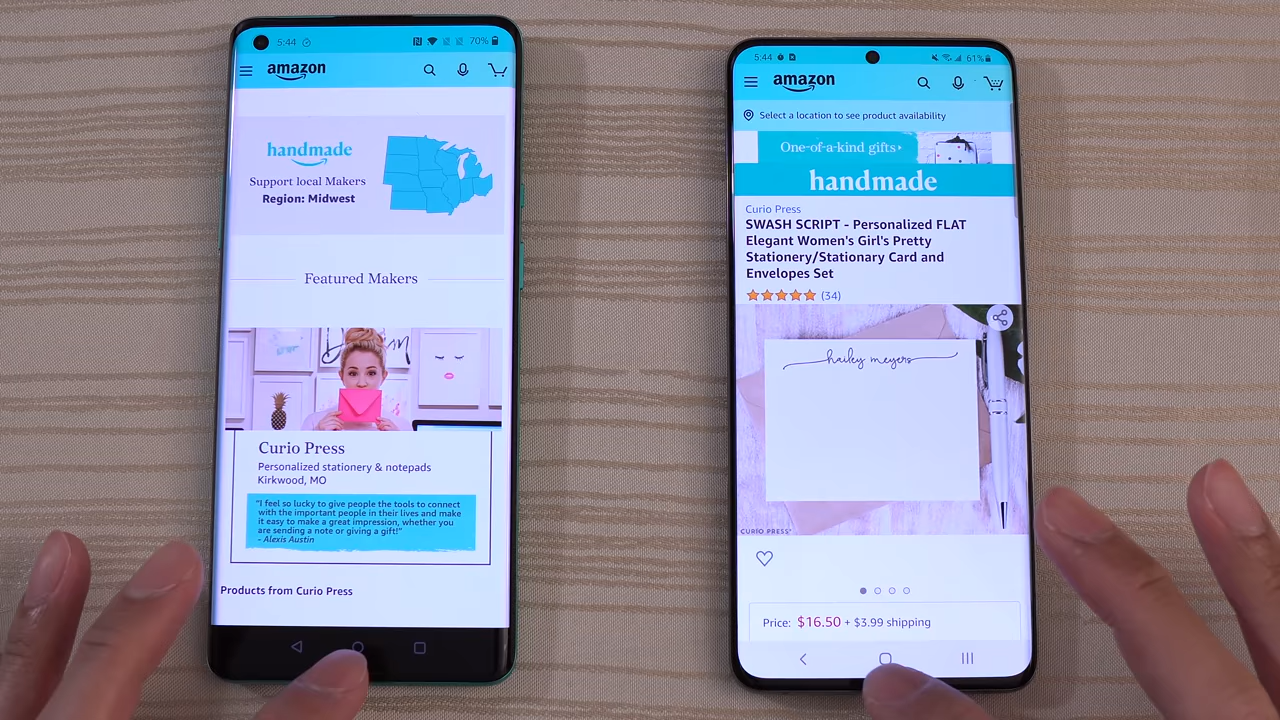 5:44
70%
amazon
handmade
Support local Makers
Region: Midwest
Featured Makers
Curio Press
Personalized stationery & notepads
Kirkwood, MO
"I feel so lucky to give people the tools to connect
with the important people in their lives and make
it easy to make a great impression, whether you
are sending a note or giving a gift!"
- Alexis Austin
Products from Curio Press
5:44
61%
amazon
Select a location to see product availability
One-of-a-kind gifts
handmade
Curio Press
SWASH SCRIPT - Personalized FLAT
Elegant Women's Girl's Pretty
Stationery/Stationary Card and
Envelopes Set
(34)
hailey meyers
CURIO PRESS
Price: $16.50 + $3.99 shipping